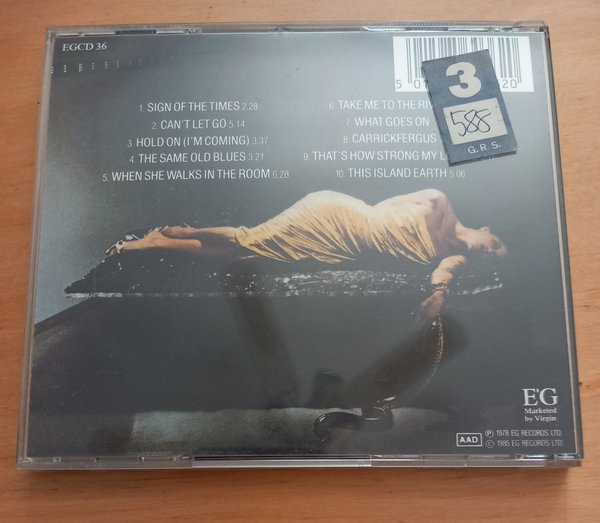 EGCD 36
5 20
3
588
G.R.S.
1. SIGN OF THE TIMES 2.28
2. CAN'T LET GO 5.14
3. HOLD ON (I'M COMING) 3.37
4. THE SAME OLD BLUES 3.21
5. WHEN SHE WALKS IN THE ROOM 6.28
6. TAKE ME TO THE
7. WHAT GOES ON
8. CARRICKFERGUS
9. THAT'S HOW STRONG MY
10. THIS ISLAND EARTH 5.06
E'G
Marketed
by Virgin
AAD
℗ 1978 EG RECORDS LTD.
© 1985 EG RECORDS LTD.